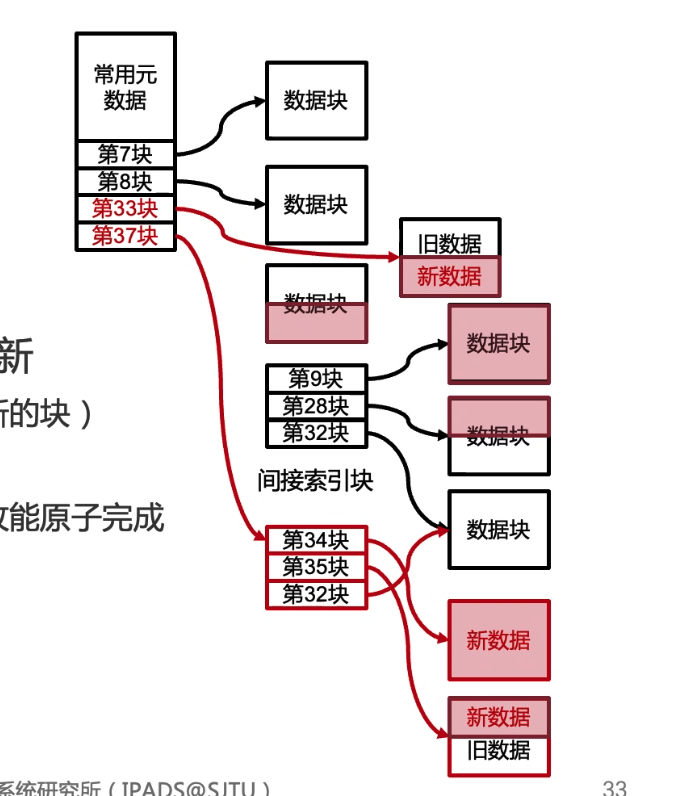 常用元
数据
第7块
第8块
第33块
第37块
数据块
数据块
旧数据
新数据
数据块
数据块
新
第9块
第28块
第32块
的块）
数据块
间接索引块
能原子完成
数据块
第34块
第35块
第32块
新数据
新数据
旧数据
系统研究所（IPADS@SJTU）
33